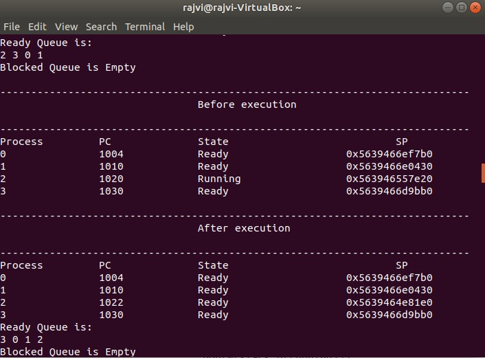 rajvi@rajvi-VirtualBox: ~
File Edit View Search Terminal Help
Ready Queue is:
2 3 0 1
Blocked Queue is Empty
---------------------------------------------------------------------------
Before execution
---------------------------------------------------------------------------
Process PC State SP
0 1004 Ready 0x5639466ef7b0
1 1010 Ready 0x5639466e0430
2 1020 Running 0x563946557e20
3 1030 Ready 0x5639466d9bb0
---------------------------------------------------------------------------
After execution
---------------------------------------------------------------------------
Process PC State SP
0 1004 Ready 0x5639466ef7b0
1 1010 Ready 0x5639466e0430
2 1022 Ready 0x5639464e81e0
3 1030 Ready 0x5639466d9bb0
Ready Queue is:
3 0 1 2
Blocked Queue is Empty